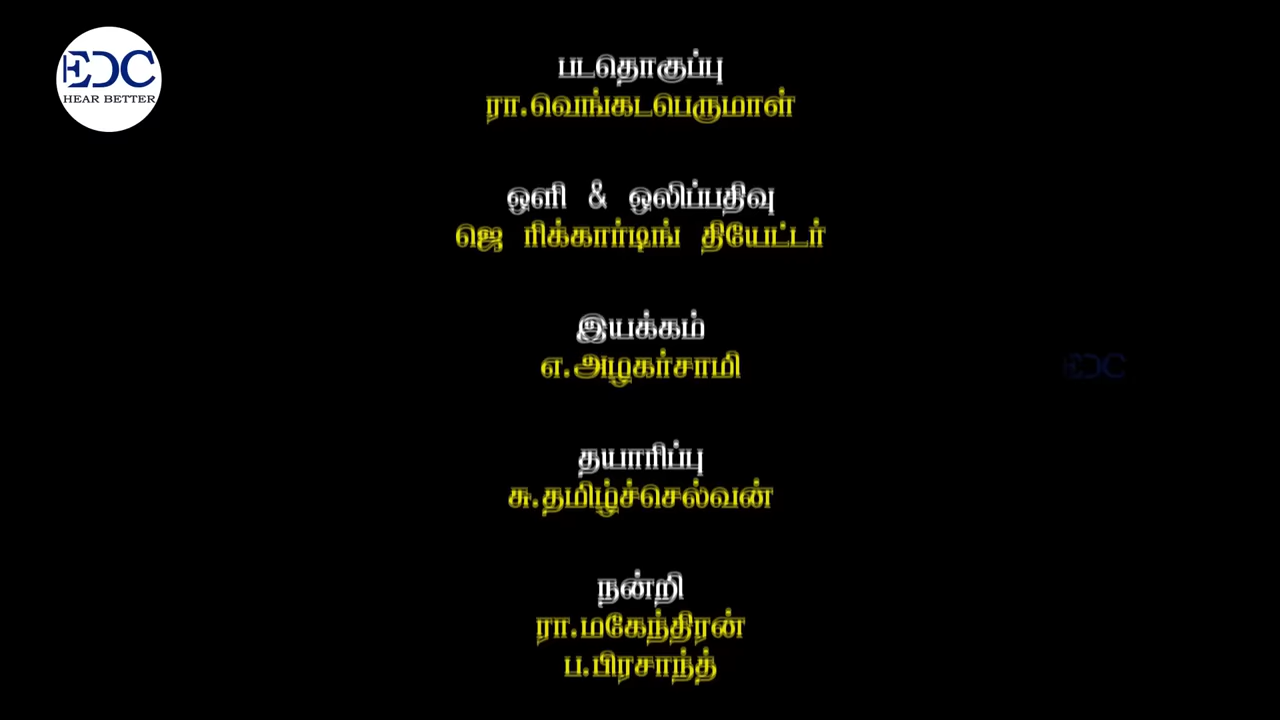 EDC
HEAR BETTER
படதொகுப்பு
ரா.வெங்கடபெருமாள்
ஒளி & ஒலிப்பதிவு
ஜெ ரிக்கார்டிங் தியேட்டர்
இயக்கம்
எ.அழகர்சாமி
EDC
தயாரிப்பு
சு.தமிழ்ச்செல்வன்
நன்றி
ரா.மகேந்திரன்
ப.பிரசாந்த்